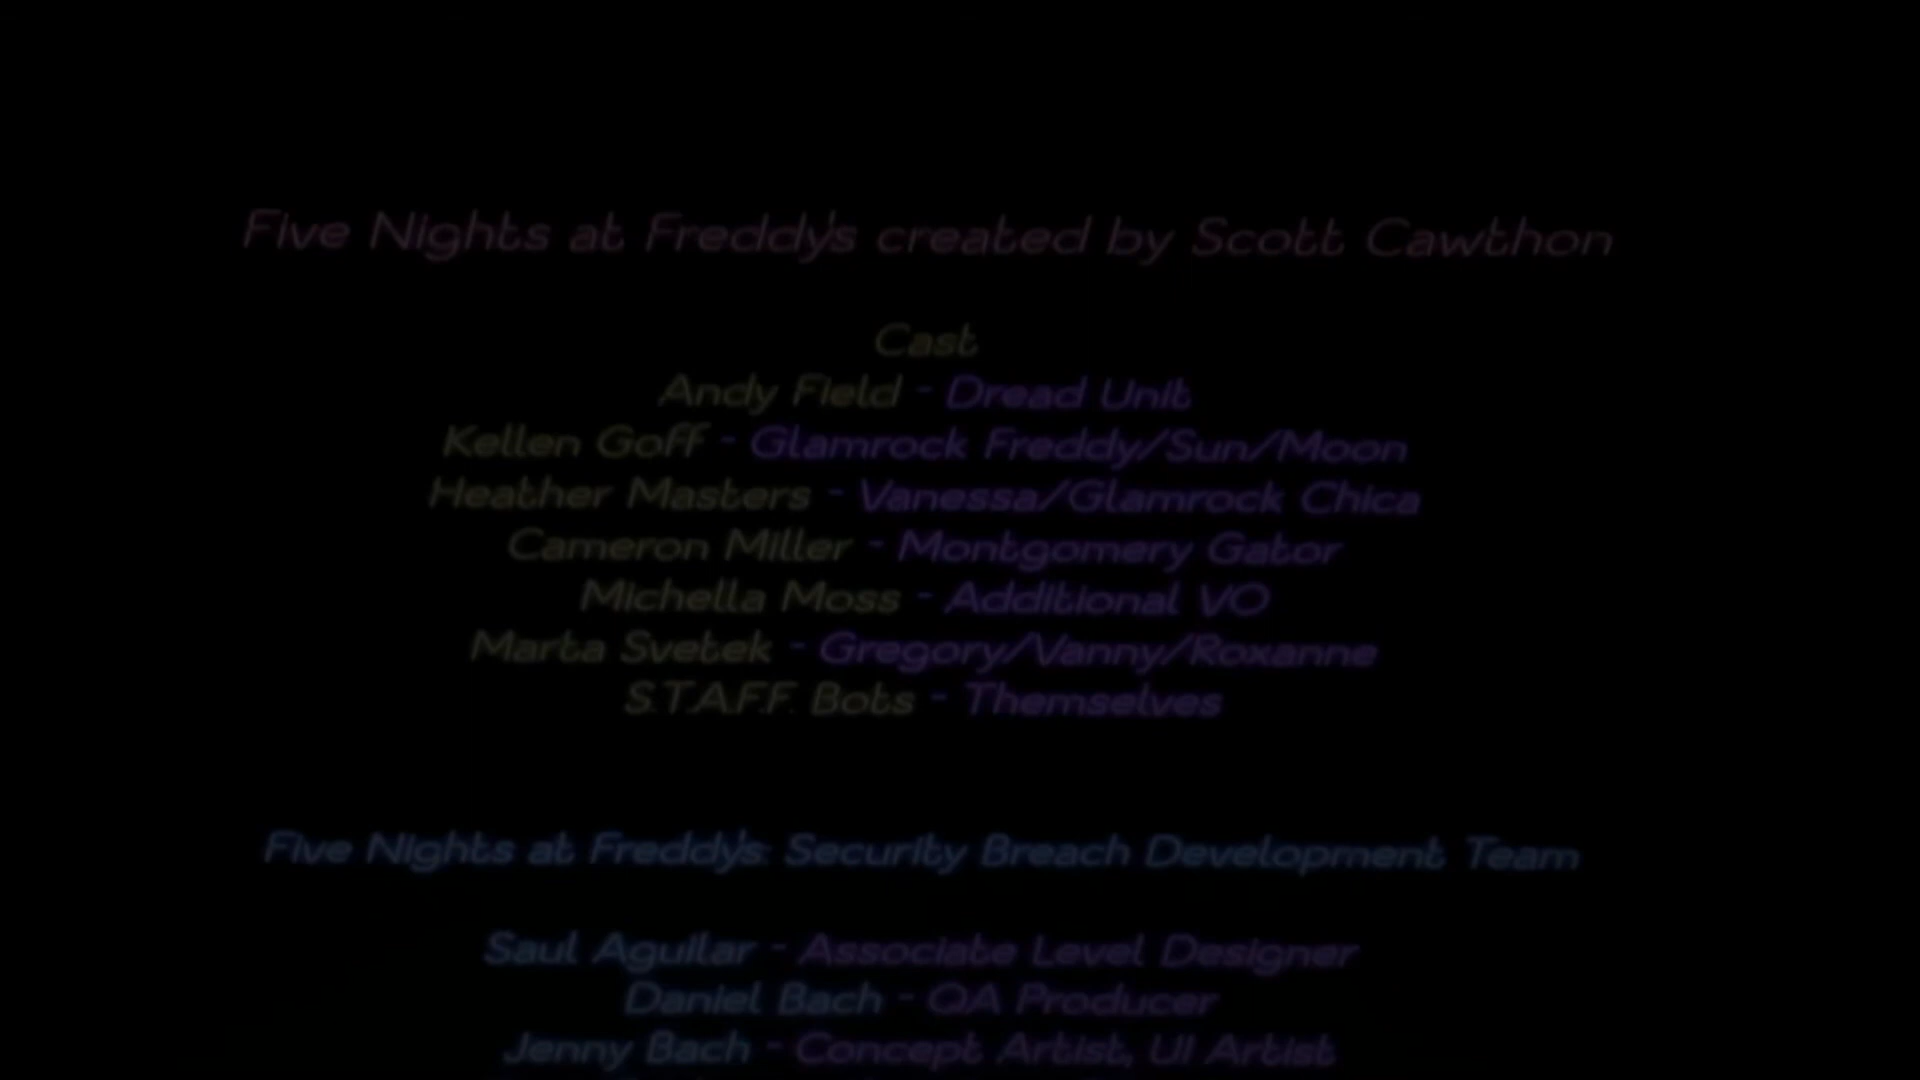 Five Nights at Freddy's created by Scott Cawthon
Cast
Andy Field - Dread Unit
Kellen Goff - Glamrock Freddy/Sun/Moon
Heather Masters - Vanessa/Glamrock Chica
Cameron Miller - Montgomery Gator
Michella Moss - Additional VO
Marta Svetek - Gregory/Vanny/Roxanne
S.T.A.F.F. Bots - Themselves
Five Nights at Freddy's: Security Breach Development Team
Saul Aguilar - Associate Level Designer
Daniel Bach - QA Producer
Jenny Bach - Concept Artist, UI Artist